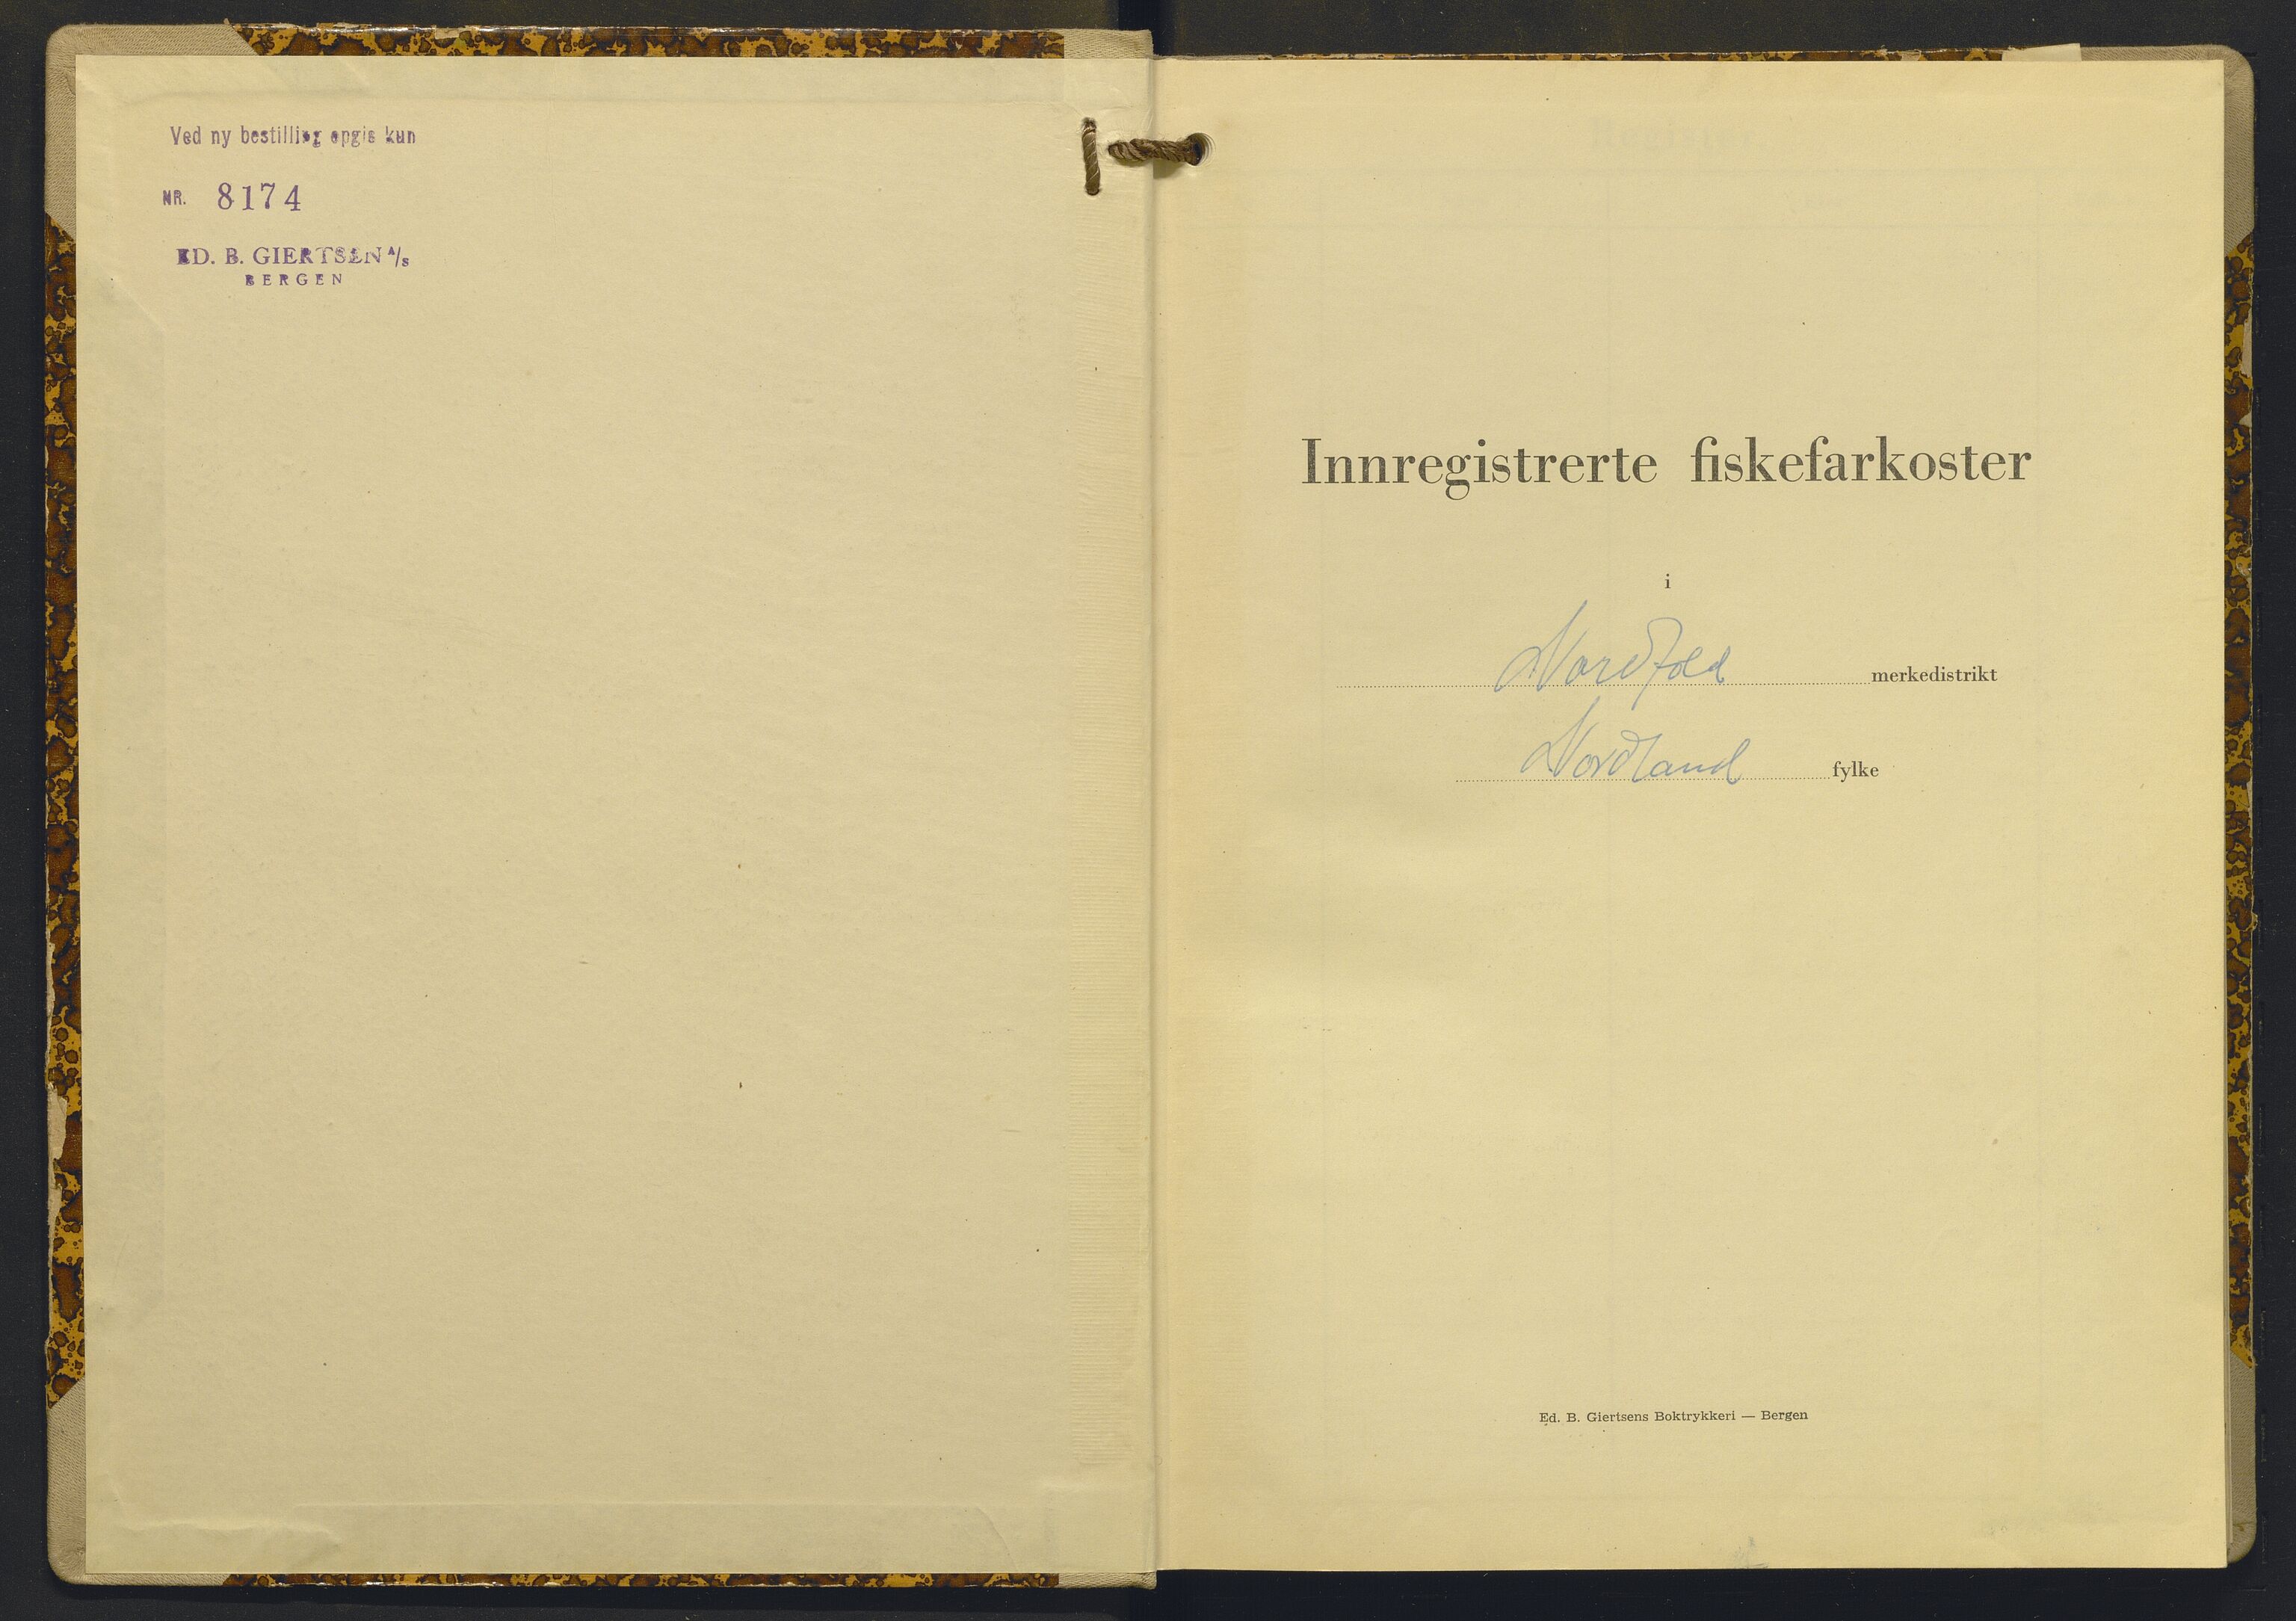 Ved ny bestilling opgis kun
NR. 8174
ED. B. GIERTSEN A/S
BERGEN
Innregistrerte fiskefarkoster
i
Nordfold merkedistrikt
Nordland fylke
Ed. B. Giertsens Boktrykkeri — Bergen